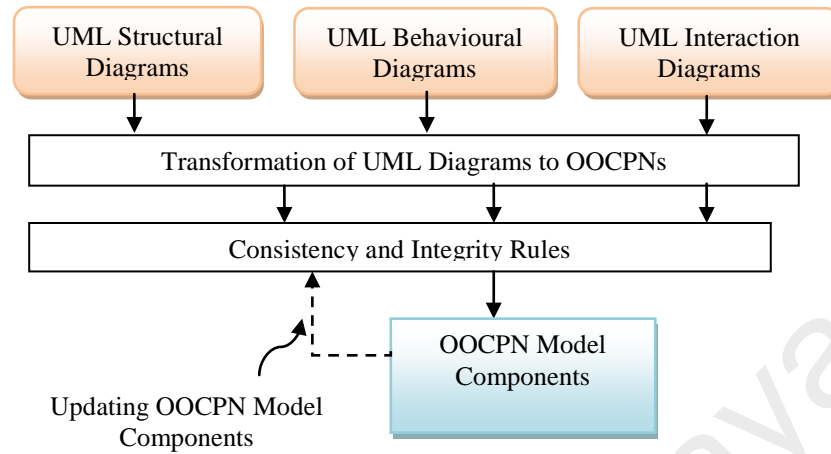 UML Structural
Diagrams
UML Behavioural
Diagrams
UML Interaction
Diagrams
Transformation of UML Diagrams to OOCPNs
Consistency and Integrity Rules
OOCPN Model
Components
Updating OOCPN Model
Components